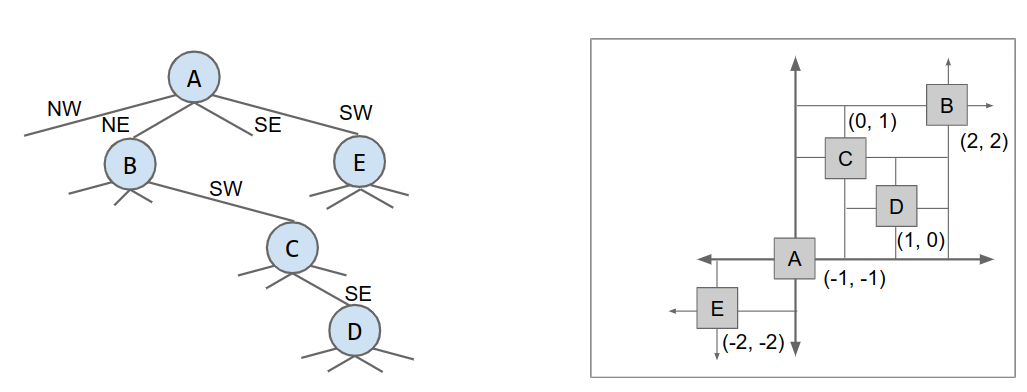 A
NW
NE
SE
SW
B
E
SW
C
SE
D
B
(0, 1)
(2, 2)
C
D
(1, 0)
A
(-1, -1)
E
(-2, -2)